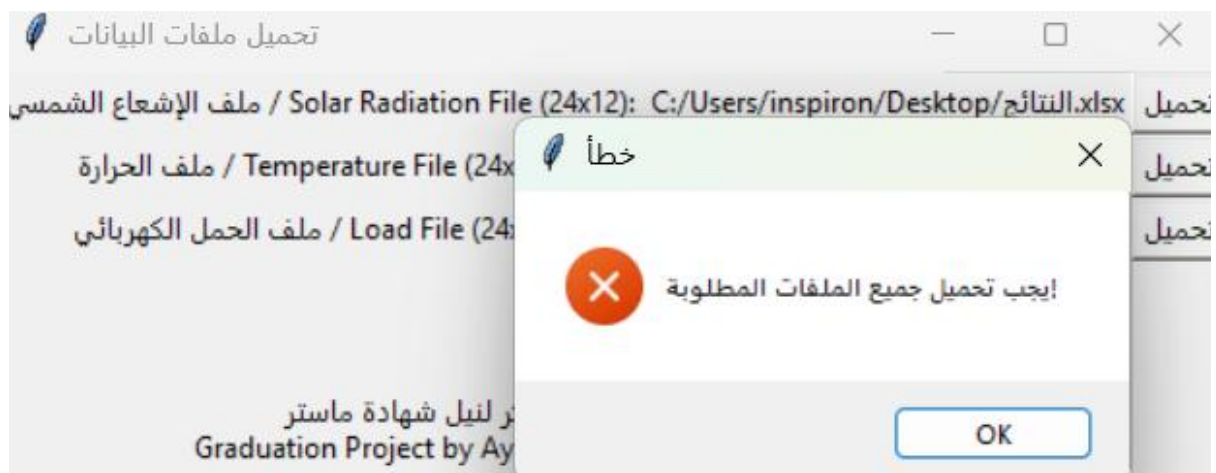 تحميل ملفات البيانات
ملف الإشعاع الشمسي / Solar Radiation File (24x12): C:/Users/inspiron/Desktop/النتائج.xlsx تحميل
خطأ
ملف الحرارة / Temperature File (24x تحميل
ملف الحمل الكهربائي / Load File (24 تحميل
يجب تحميل جميع الملفات المطلوبة!
لنيل شهادة ماستر
Graduation Project by Ay
OK